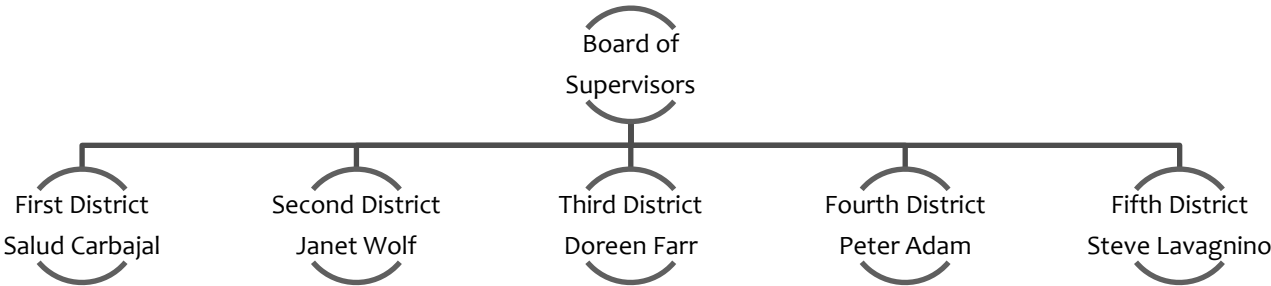 Board of
Supervisors
First District
Salud Carbajal
Second District
Janet Wolf
Third District
Doreen Farr
Fourth District
Peter Adam
Fifth District
Steve Lavagnino